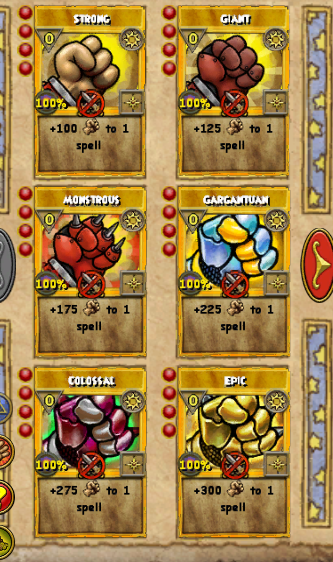 STRONG
0
100%
+100 to 1
spell
GIANT
0
100%
+125 to 1
spell
MONSTROUS
0
100%
+175 to 1
spell
GARGANTUAN
0
100%
+225 to 1
spell
COLOSSAL
0
100%
+275 to 1
spell
EPIC
0
100%
+300 to 1
spell